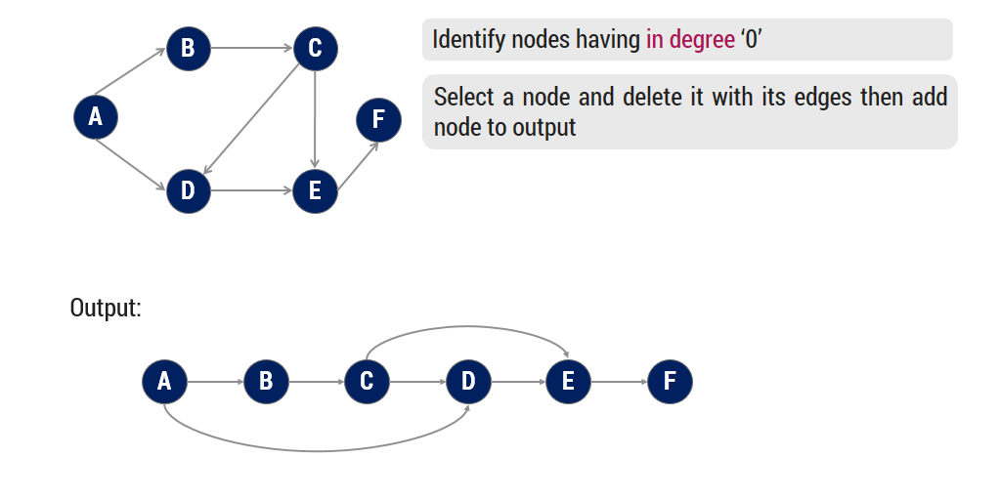 B
C
A
F
D
E
Identify nodes having in degree ‘0’
Select a node and delete it with its edges then add
node to output
Output:
A B C D E F